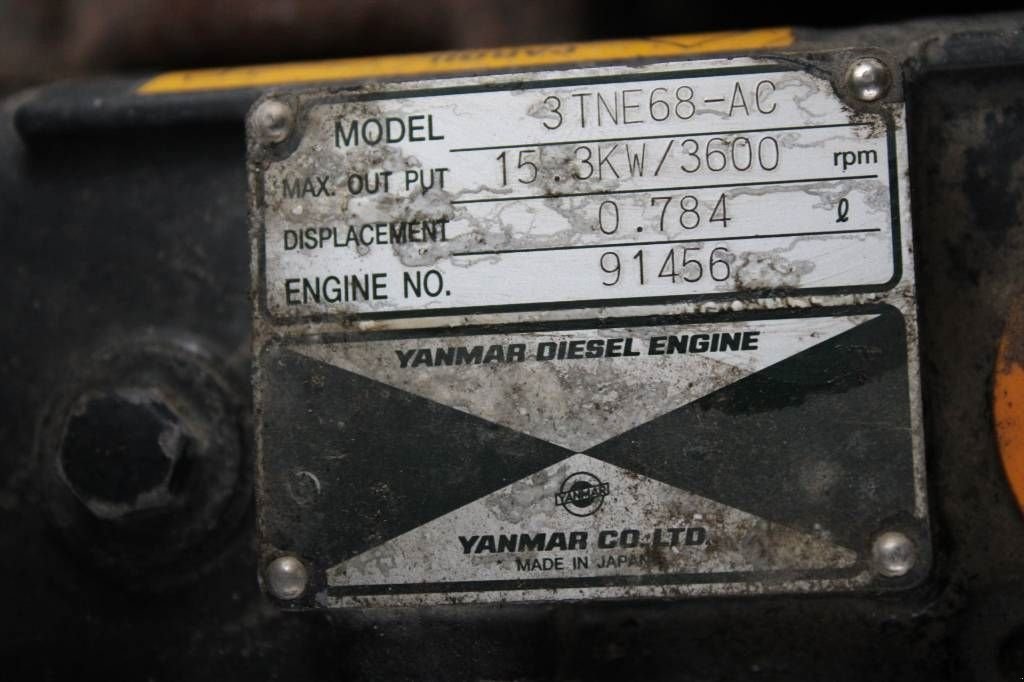 MODEL 3TNE68-AC
MAX. OUT PUT 15.3KW/3600 rpm
DISPLACEMENT 0.784 ℓ
ENGINE NO. 91456
YANMAR DIESEL ENGINE
YANMAR
YANMAR CO.,LTD.
MADE IN JAPAN